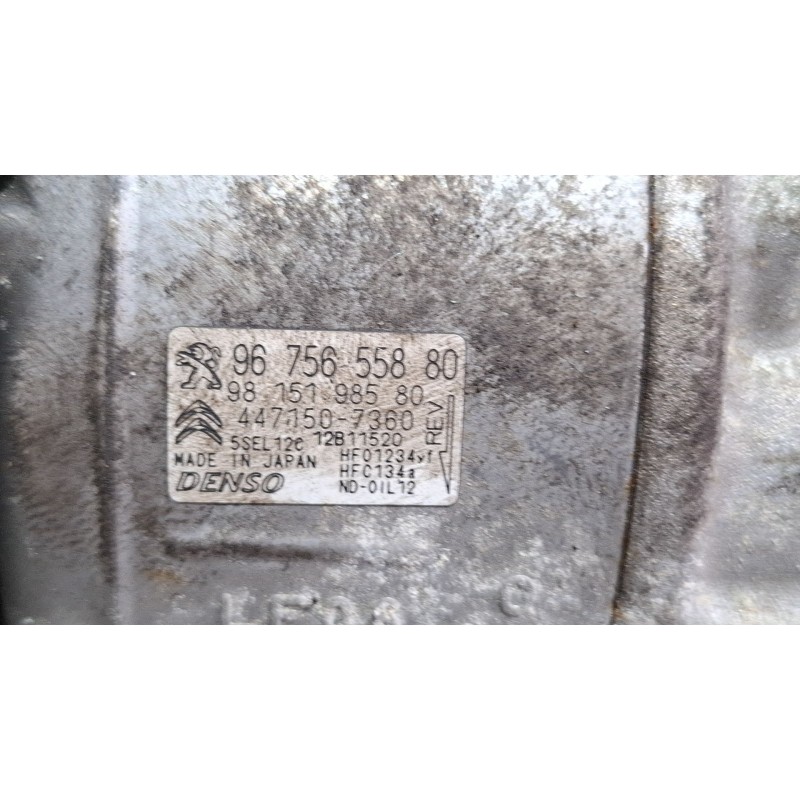 96 756 558 80
98 151 985 80
447150-7360
5SEL12C 12B11520
REV
MADE IN JAPAN HFO1234yf
HFC134a
DENSO ND-OIL12